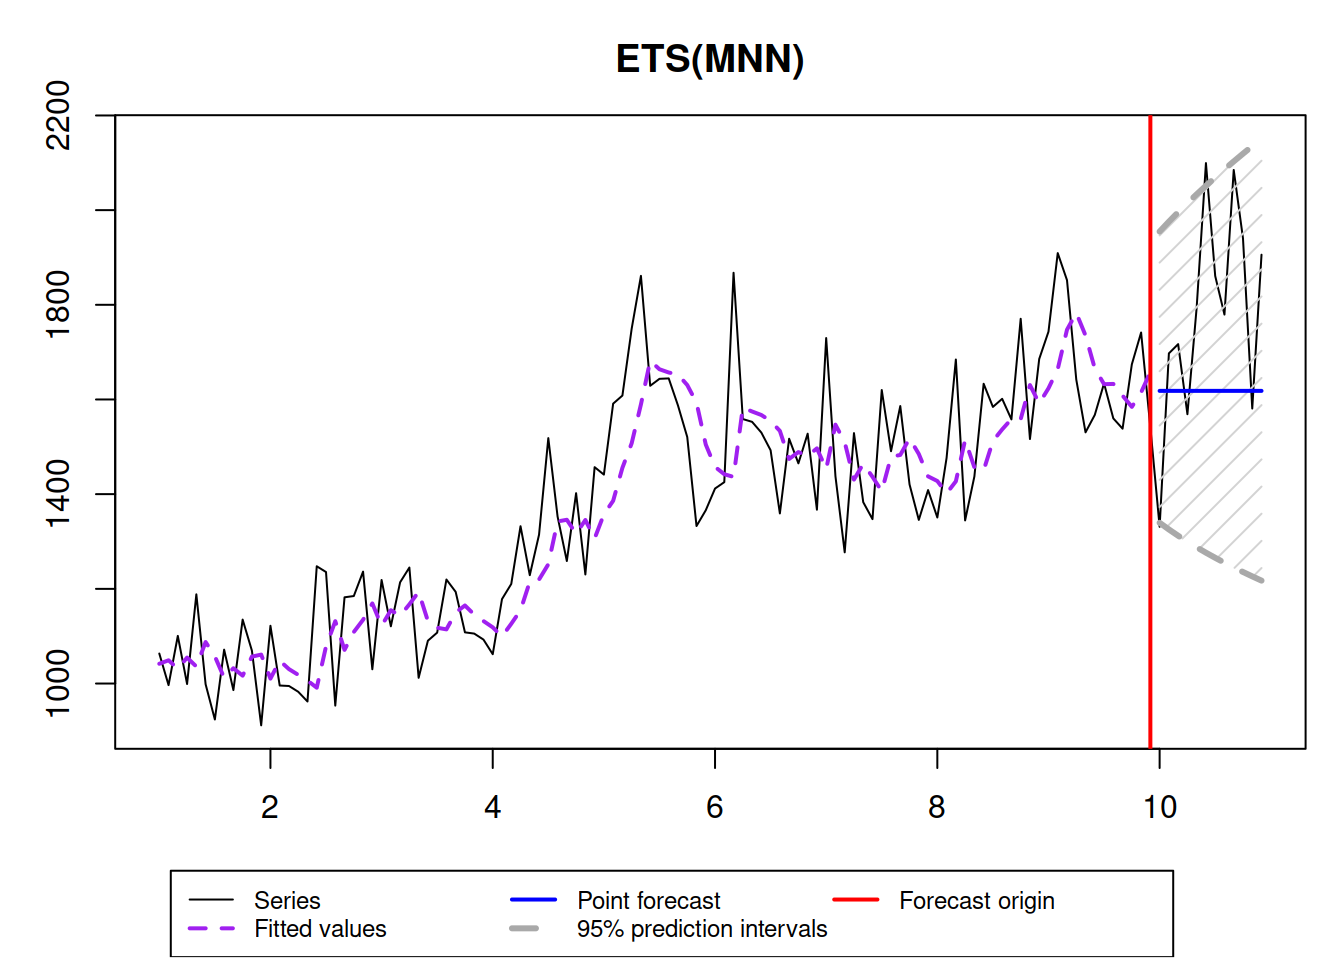 ETS(MNN)
2200
1800
1400
1000
2 4 6 8 10
Series Point forecast Forecast origin
Fitted values 95% prediction intervals